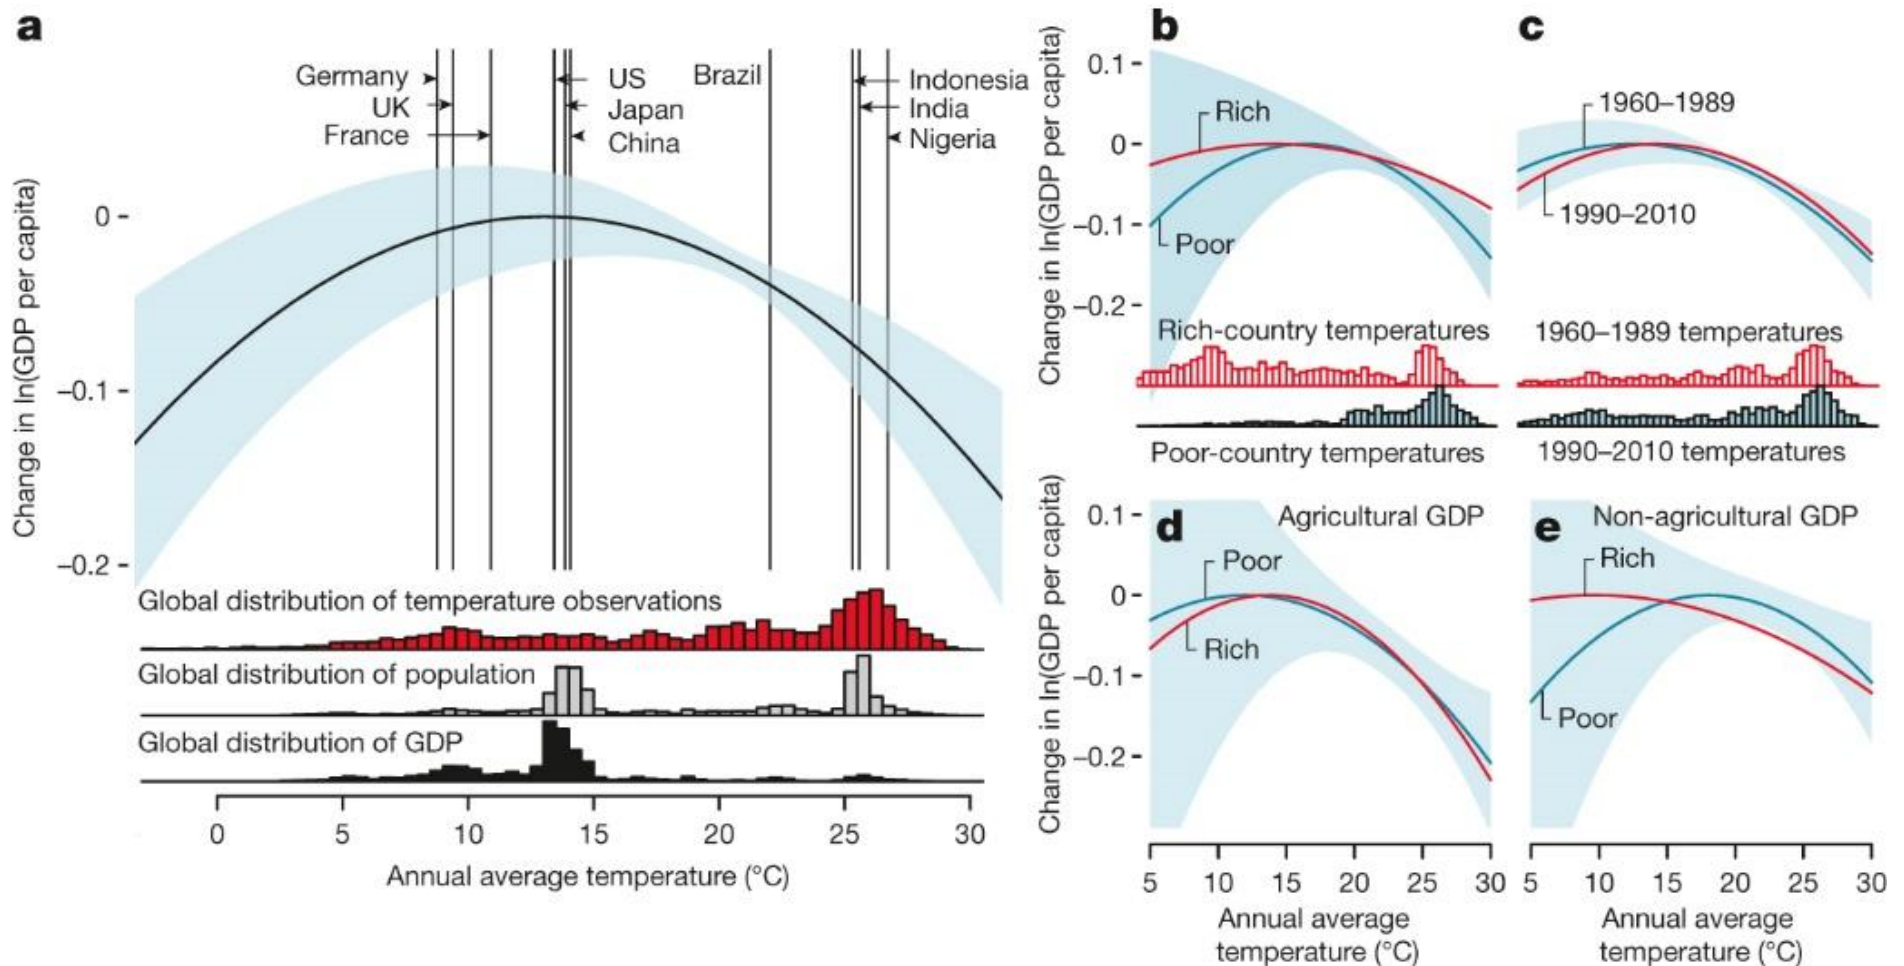 a
Change in ln(GDP per capita)
0
–0.1
–0.2
Germany
UK
France
US
Japan
China
Brazil
Indonesia
India
Nigeria
Global distribution of temperature observations
Global distribution of population
Global distribution of GDP
0 5 10 15 20 25 30
Annual average temperature (°C)
b
Change in ln(GDP per capita)
0.1
0
–0.1
–0.2
Rich
Poor
Rich-country temperatures
Poor-country temperatures
c
1960–1989
1990–2010
1960–1989 temperatures
1990–2010 temperatures
d
Agricultural GDP
Change in ln(GDP per capita)
0.1
0
–0.1
–0.2
Poor
Rich
5 10 15 20 25 30
Annual average
temperature (°C)
e
Non-agricultural GDP
Rich
Poor
5 10 15 20 25 30
Annual average
temperature (°C)